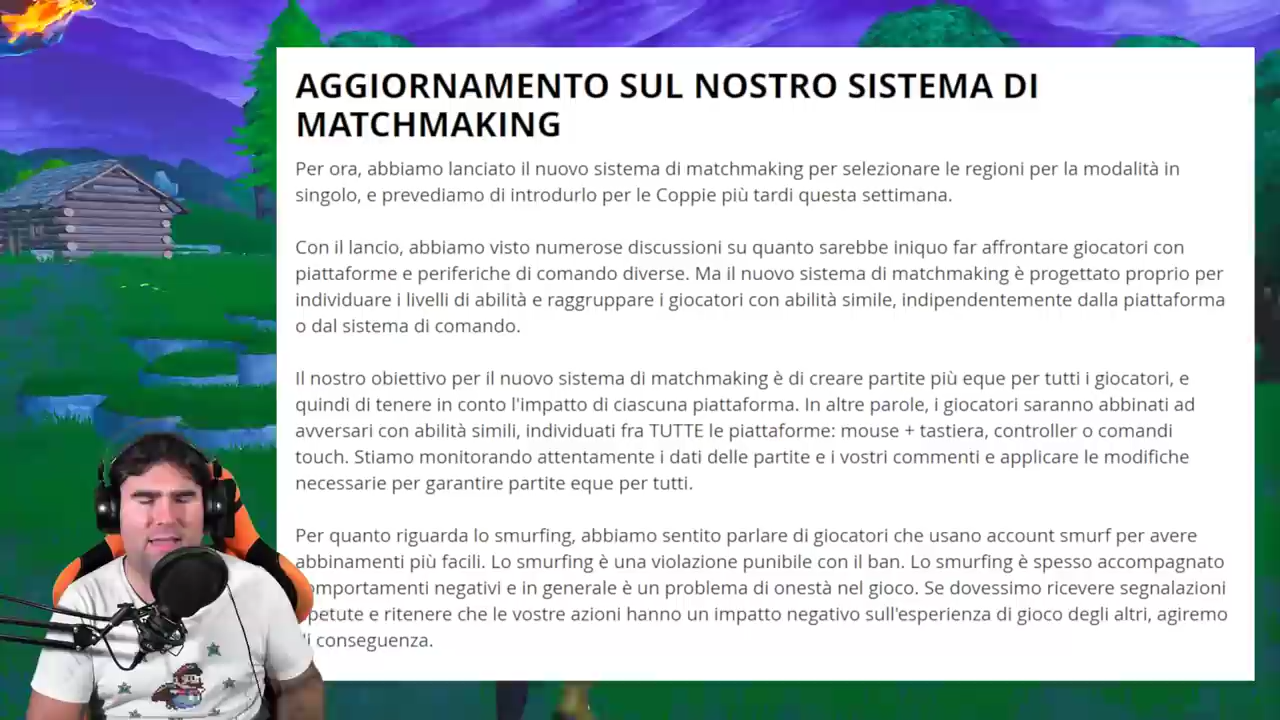 AGGIORNAMENTO SUL NOSTRO SISTEMA DI
MATCHMAKING
Per ora, abbiamo lanciato il nuovo sistema di matchmaking per selezionare le regioni per la modalità in
singolo, e prevediamo di introdurlo per le Coppie più tardi questa settimana.
Con il lancio, abbiamo visto numerose discussioni su quanto sarebbe iniquo far affrontare giocatori con
piattaforme e periferiche di comando diverse. Ma il nuovo sistema di matchmaking è progettato proprio per
individuare i livelli di abilità e raggruppare i giocatori con abilità simile, indipendentemente dalla piattaforma
o dal sistema di comando.
Il nostro obiettivo per il nuovo sistema di matchmaking è di creare partite più eque per tutti i giocatori, e
quindi di tenere in conto l'impatto di ciascuna piattaforma. In altre parole, i giocatori saranno abbinati ad
avversari con abilità simili, individuati fra TUTTE le piattaforme: mouse + tastiera, controller o comandi
touch. Stiamo monitorando attentamente i dati delle partite e i vostri commenti e applicare le modifiche
necessarie per garantire partite eque per tutti.
Per quanto riguarda lo smurfing, abbiamo sentito parlare di giocatori che usano account smurf per avere
abbinamenti più facili. Lo smurfing è una violazione punibile con il ban. Lo smurfing è spesso accompagnato
omportamenti negativi e in generale è un problema di onestà nel gioco. Se dovessimo ricevere segnalazioni
petute e ritenere che le vostre azioni hanno un impatto negativo sull'esperienza di gioco degli altri, agiremo
conseguenza.